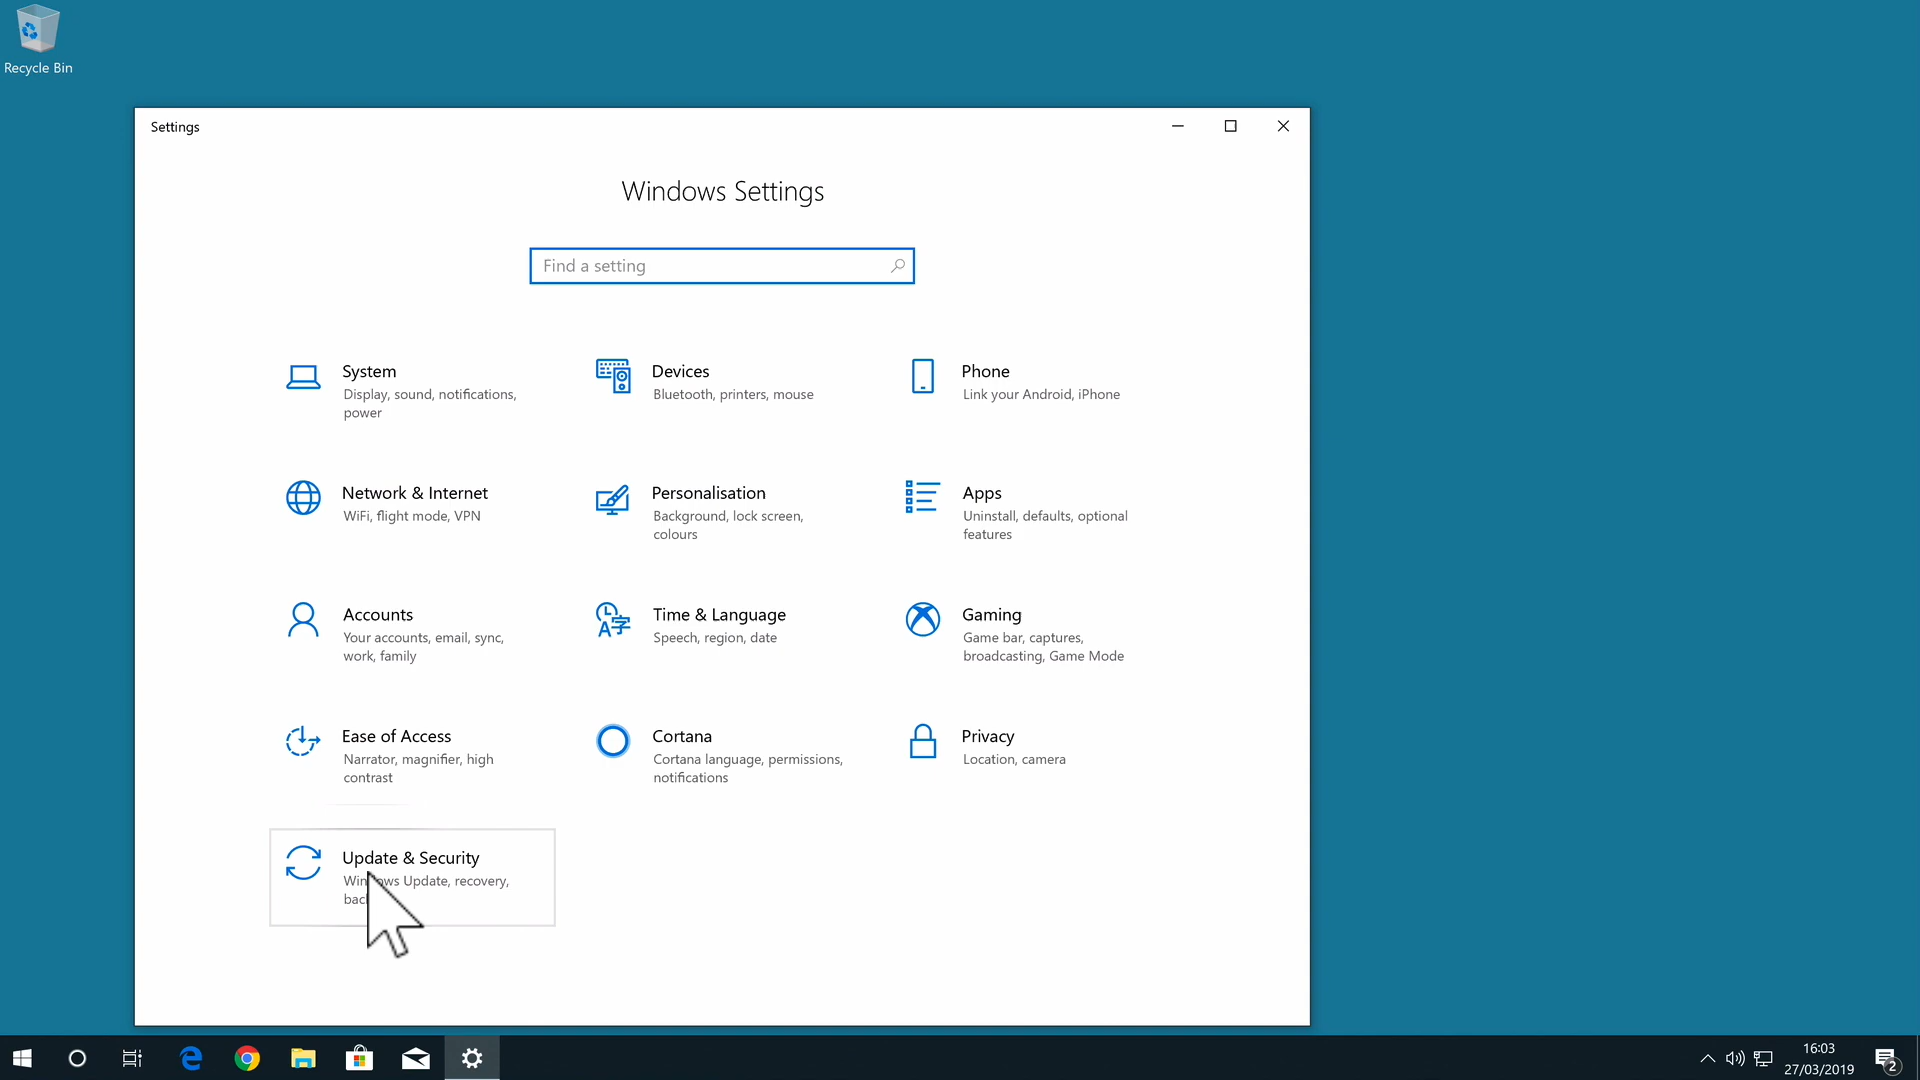 Recycle Bin
Settings
Windows Settings
Find a setting
System
Display, sound, notifications,
power
Devices
Bluetooth, printers, mouse
Phone
Link your Android, iPhone
Network & Internet
WiFi, flight mode, VPN
Personalisation
Background, lock screen,
colours
Apps
Uninstall, defaults, optional
features
Accounts
Your accounts, email, sync,
work, family
Time & Language
Speech, region, date
Gaming
Game bar, captures,
broadcasting, Game Mode
Ease of Access
Narrator, magnifier, high
contrast
Cortana
Cortana language, permissions,
notifications
Privacy
Location, camera
Update & Security
Update, recovery,
16:03
27/03/2019
2